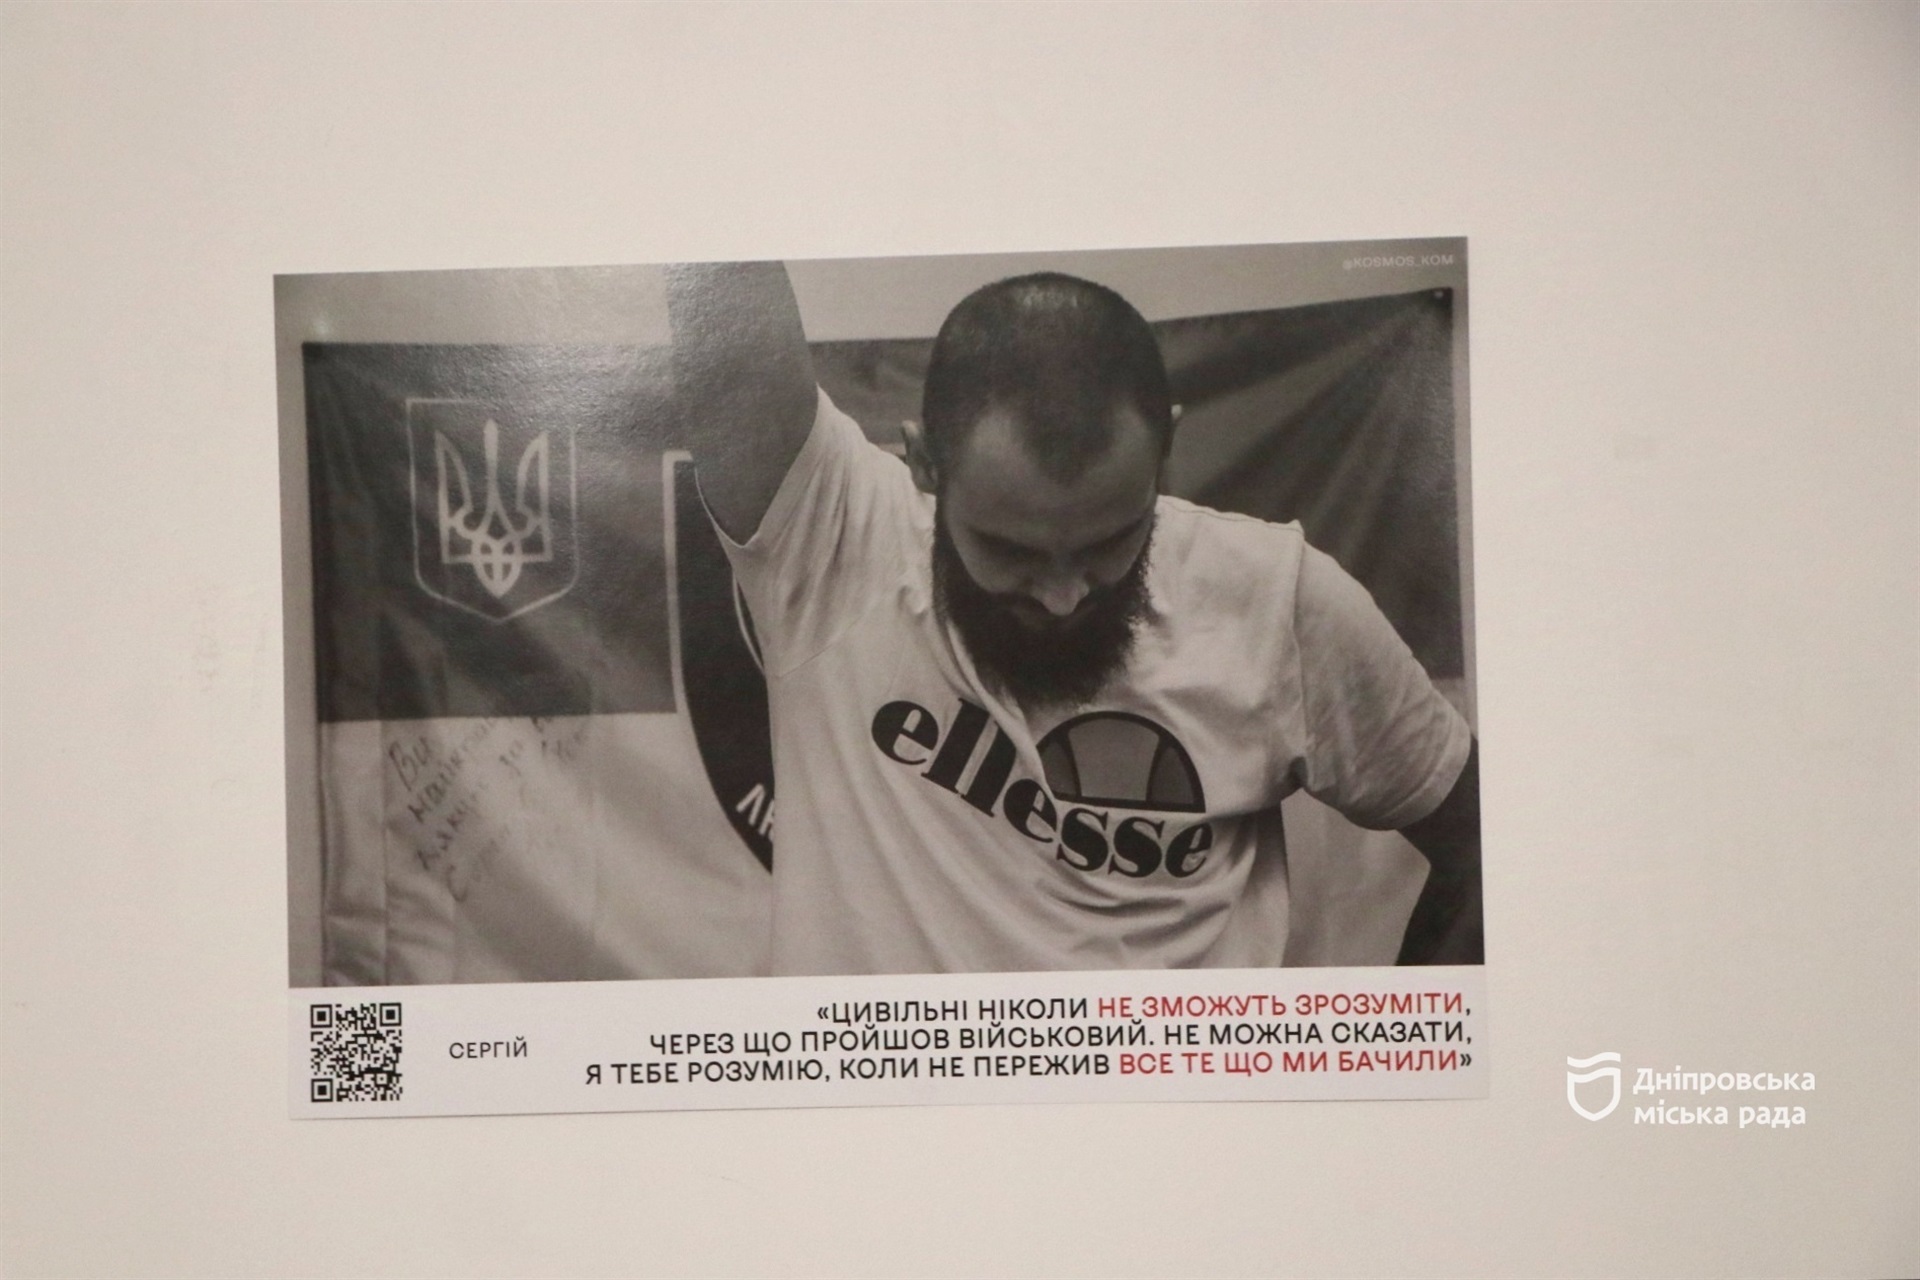 @KOSMOS_KOM
Ви
ellesse
СЕРГІЙ
«ЦИВІЛЬНІ НІКОЛИ НЕ ЗМОЖУТЬ ЗРОЗУМІТИ,
ЧЕРЕЗ ЩО ПРОЙШОВ ВІЙСЬКОВИЙ. НЕ МОЖНА СКАЗАТИ,
Я ТЕБЕ РОЗУМІЮ, КОЛИ НЕ ПЕРЕЖИВ ВСЕ ТЕ ЩО МИ БАЧИЛИ»
Дніпровська
міська рада